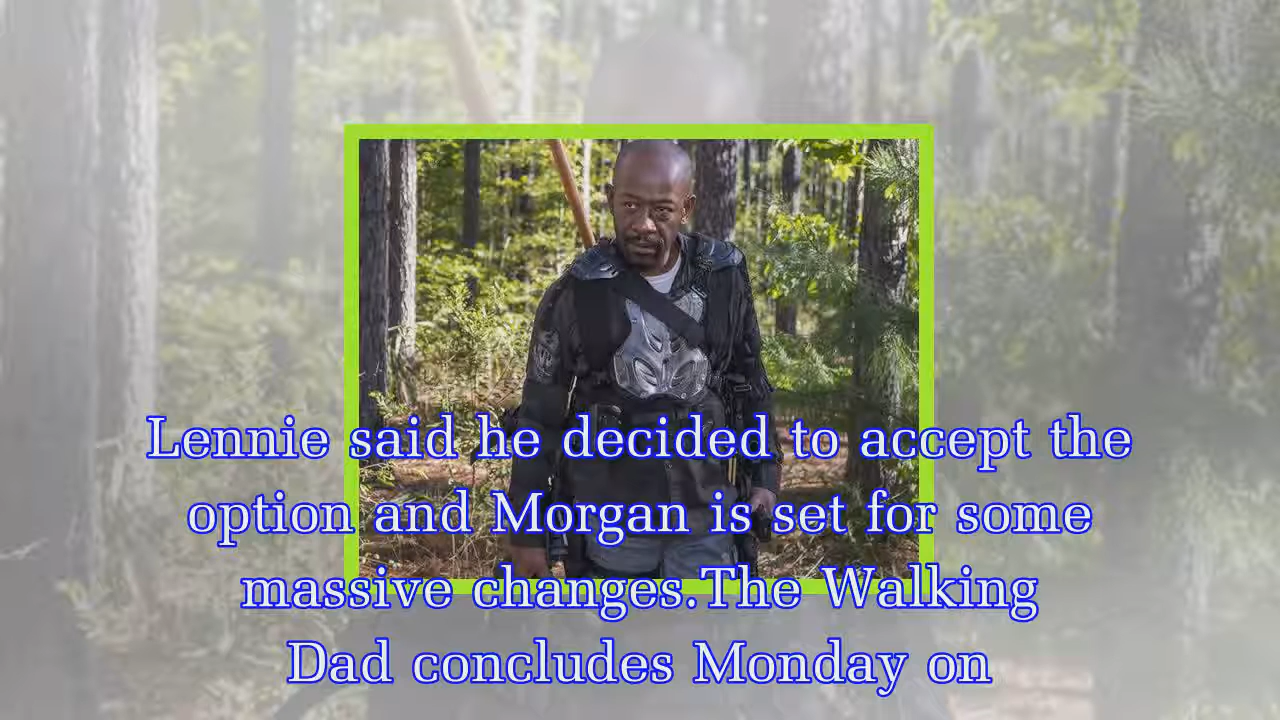 Lennie said he decided to accept the
option and Morgan is set for some
massive changes.The Walking
Dad concludes Monday on